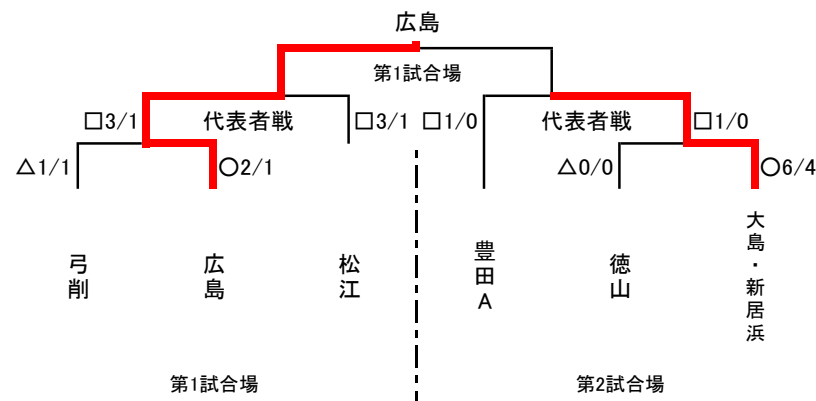 広島
第1試合場
□3/1
代表者戦
□3/1
□1/0
代表者戦
□1/0
△1/1
○2/1
△0/0
○6/4
弓削
広島
松江
豊田A
徳山
大島・新居浜
第1試合場
第2試合場